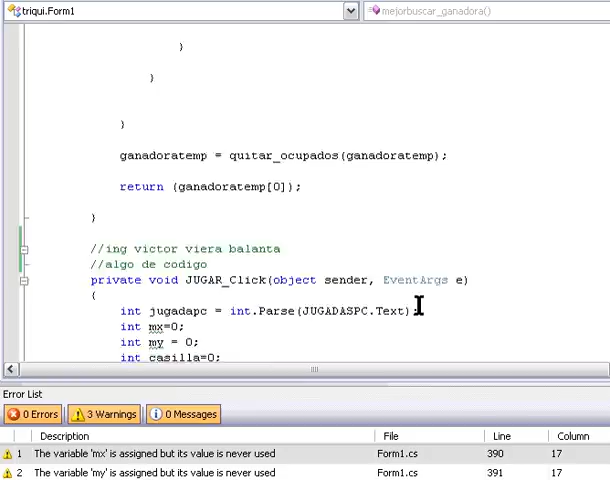 triqui.Form1
mejorbuscar_ganadora()
}
}
}
ganadoratemp = quitar_ocupados(ganadoratemp);
return (ganadoratemp[0]);
}
//ing victor viera balanta
//algo de codigo
private void JUGAR_Click(object sender, EventArgs e)
{
int jugadapc = int.Parse(JUGADASPC.Text);
int mx=0;
int my = 0;
int casilla=0;
Error List
0 Errors
3 Warnings
0 Messages
Description File Line Column
1 The variable 'mx' is assigned but its value is never used Form1.cs 390 17
2 The variable 'my' is assigned but its value is never used Form1.cs 391 17